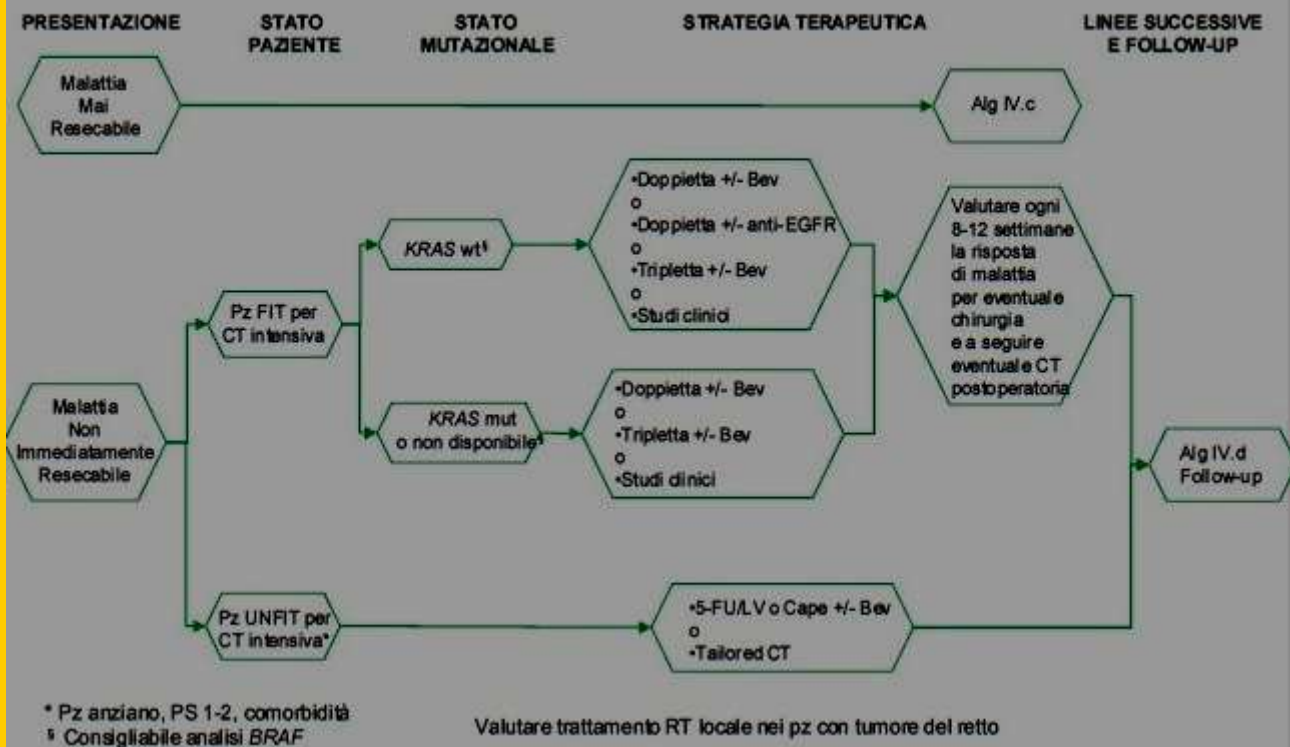 PRESENTAZIONE
STATO
PAZIENTE
STATO
MUTAZIONALE
STRATEGIA TERAPEUTICA
LINEE SUCCESSIVE
E FOLLOW-UP
Malattia
Mai
Resecabile
Alg IV.c
Malattia
Non
Immediatamente
Resecabile
Pz FIT per
CT intensiva
KRAS wt§
•Doppietta +/- Bev
o
•Doppietta +/- anti-EGFR
o
•Tripletta +/- Bev
o
•Studi clinici
KRAS mut
o non disponibile§
•Doppietta +/- Bev
o
•Tripletta +/- Bev
o
•Studi clinici
Valutare ogni
8-12 settimane
la risposta
di malattia
per eventuale
chirurgia
e a seguire
eventuale CT
postoperatoria
Pz UNFIT per
CT intensiva*
•5-FU/LV o Cape +/- Bev
o
•Tailored CT
Alg IV.d
Follow-up
* Pz anziano, PS 1-2, comorbidità
§ Consigliabile analisi BRAF
Valutare trattamento RT locale nei pz con tumore del retto